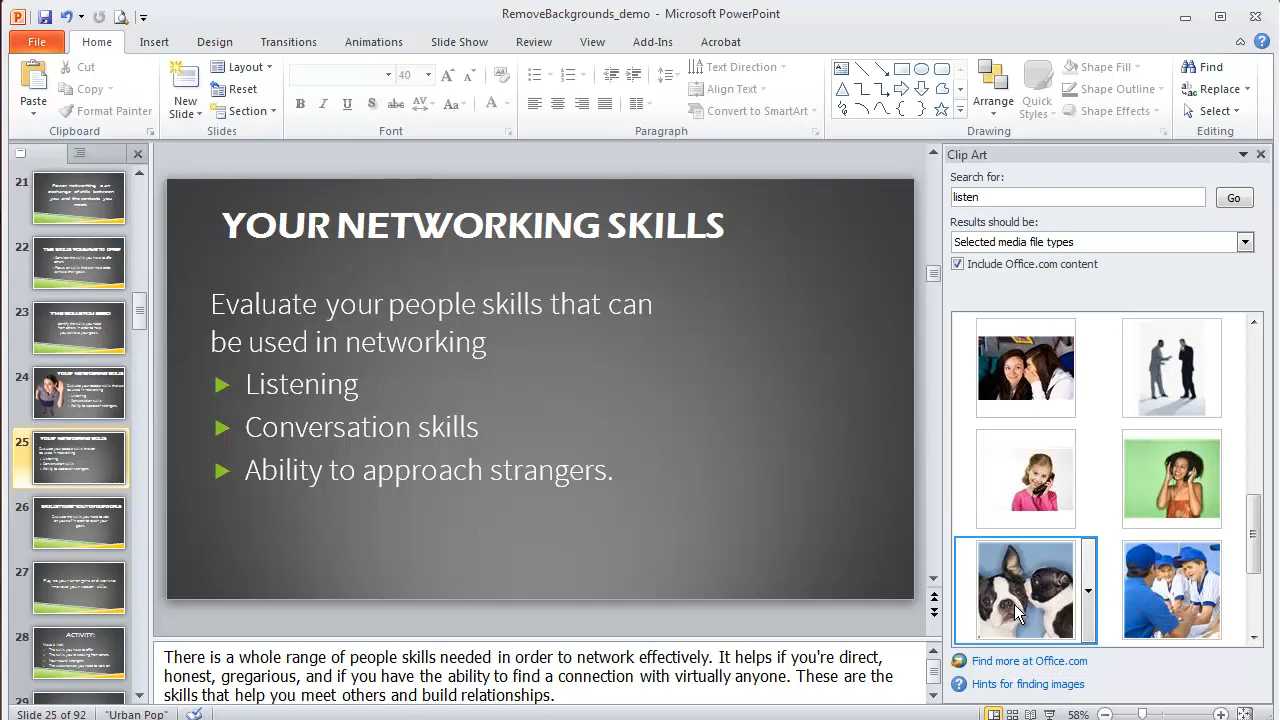 RemoveBackgrounds_demo - Microsoft PowerPoint
File Home Insert Design Transitions Animations Slide Show Review View Add-Ins Acrobat
Paste
Cut
Copy
Format Painter
Clipboard
New Slide
Layout
Reset
Section
Slides
40
Font
Text Direction
Align Text
Convert to SmartArt
Paragraph
Arrange
Quick Styles
Shape Fill
Shape Outline
Shape Effects
Drawing
Find
Replace
Select
Editing
21
22
23
24
25
26
27
28
29
YOUR NETWORKING SKILLS
Evaluate your people skills that can
be used in networking
Listening
Conversation skills
Ability to approach strangers.
There is a whole range of people skills needed in order to network effectively. It helps if you're direct,
honest, gregarious, and if you have the ability to find a connection with virtually anyone. These are the
skills that help you meet others and build relationships.
Clip Art
Search for:
listen
Go
Results should be:
Selected media file types
Include Office.com content
Find more at Office.com
Hints for finding images
Slide 25 of 92
"Urban Pop"
58%